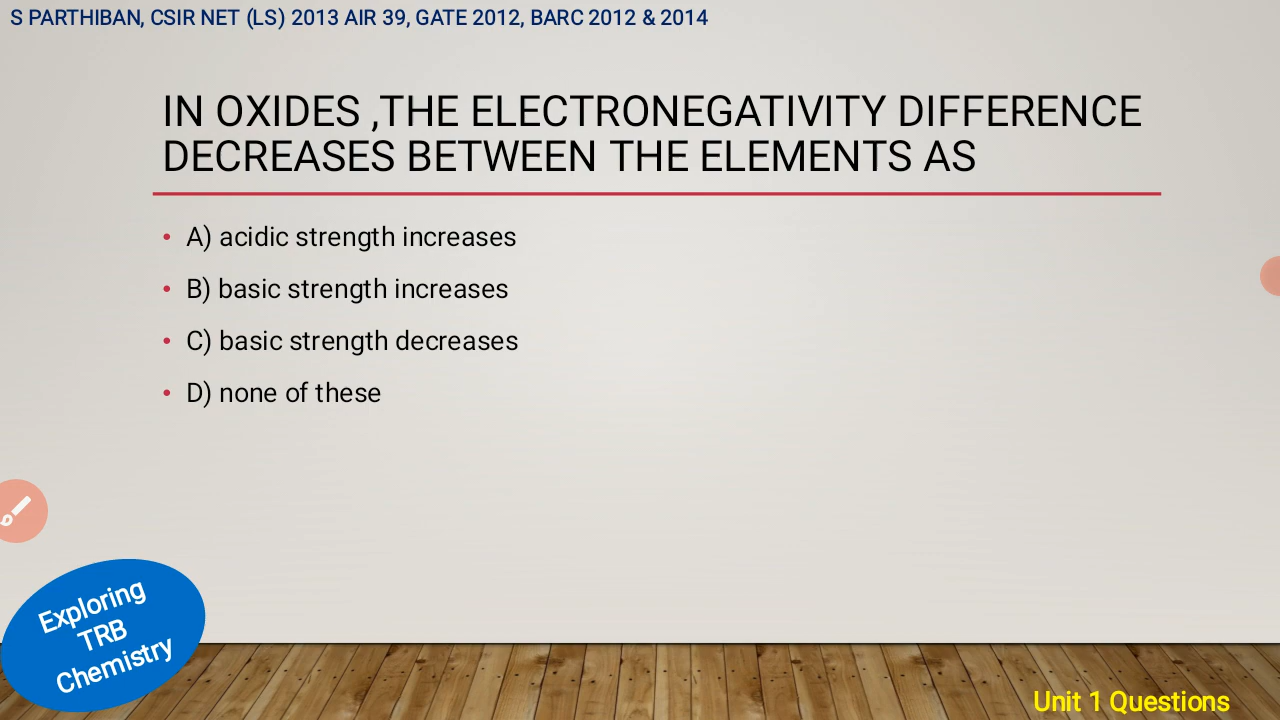 S PARTHIBAN, CSIR NET (LS) 2013 AIR 39, GATE 2012, BARC 2012 & 2014
IN OXIDES ,THE ELECTRONEGATIVITY DIFFERENCE
DECREASES BETWEEN THE ELEMENTS AS
• A) acidic strength increases
• B) basic strength increases
• C) basic strength decreases
• D) none of these
Exploring
TRB
Chemistry
Unit 1 Questions